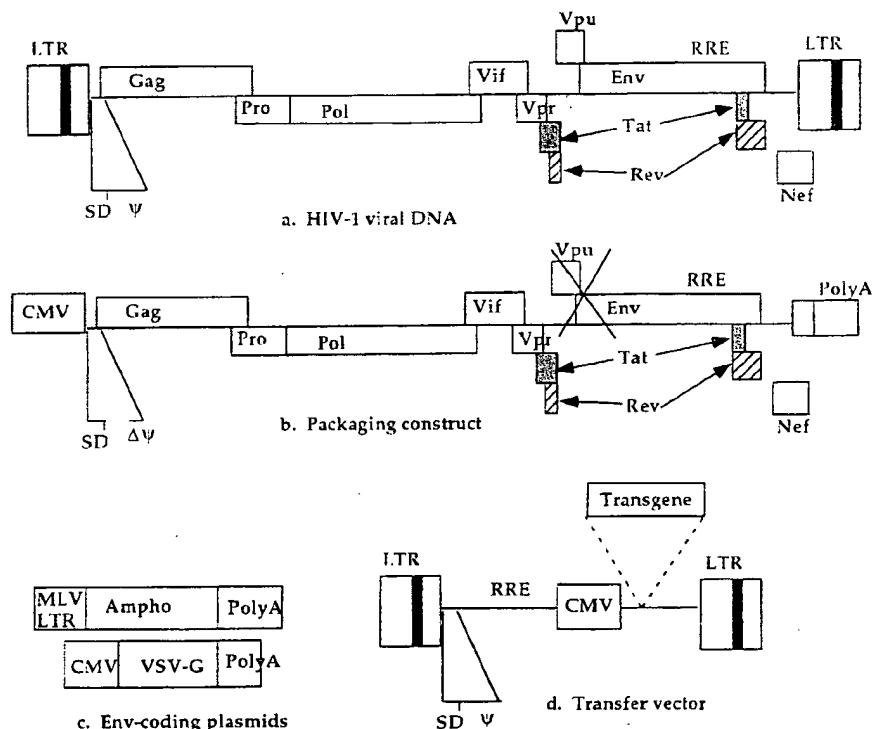 Vpu
LTR
RRE
LTR
Gag
Vif
Env
Pro
Pol
Vpr
Tat
Rev
Nef
SD ψ
a. HIV-1 viral DNA
Vpu
CMV
RRE
PolyA
Gag
Vif
Env
Pro
Pol
Vpr
Tat
Rev
Nef
SD Δψ
b. Packaging construct
Transgene
LTR
RRE
CMV
LTR
MLV
LTR
Ampho
PolyA
CMV
VSV-G
PolyA
SD ψ
c. Env-coding plasmids
d. Transfer vector